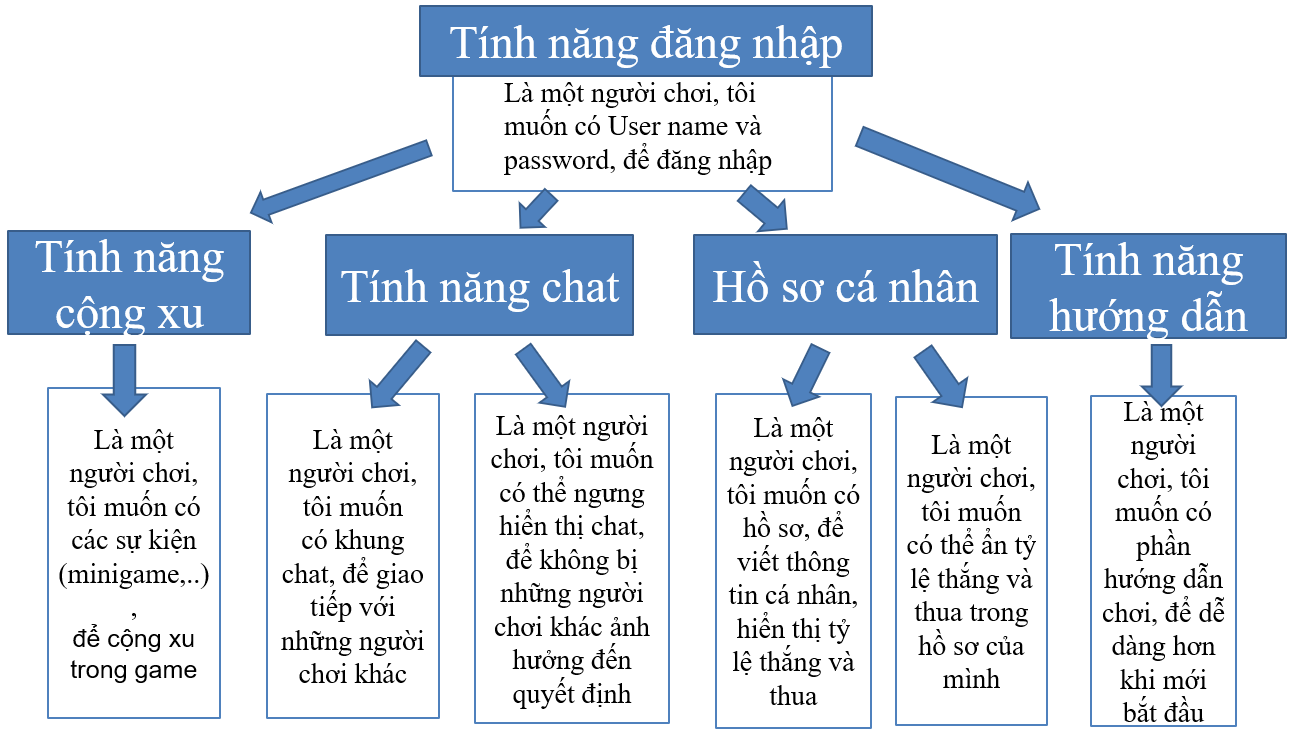 Tính năng đăng nhập
Là một người chơi, tôi
muốn có User name và
password, để đăng nhập
Tính năng
cộng xu
Tính năng chat
Hồ sơ cá nhân
Tính năng
hướng dẫn
Là một
người chơi,
tôi muốn có
các sự kiện
(minigame,..)
,
để cộng xu
trong game
Là một
người chơi,
tôi muốn
có khung
chat, để giao
tiếp với
những người
chơi khác
Là một người
chơi, tôi muốn
có thể ngưng
hiển thị chat,
để không bị
những người
chơi khác ảnh
hưởng đến
quyết định
Là một
người chơi,
tôi muốn có
hồ sơ, để
viết thông
tin cá nhân,
hiển thị tỷ
lệ thắng và
thua
Là một
người chơi,
tôi muốn
có thể ẩn tỷ
lệ thắng và
thua trong
hồ sơ của
mình
Là một
người
chơi, tôi
muốn có
phần
hướng dẫn
chơi, để dễ
dàng hơn
khi mới
bắt đầu